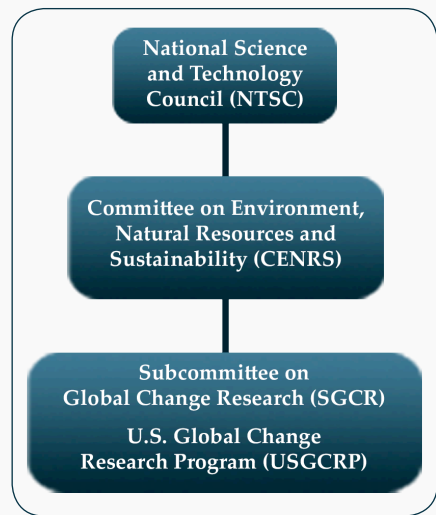 National Science
and Technology
Council (NTSC)
Committee on Environment,
Natural Resources and
Sustainability (CENRS)
Subcommittee on
Global Change Research (SGCR)
U.S. Global Change
Research Program (USGCRP)